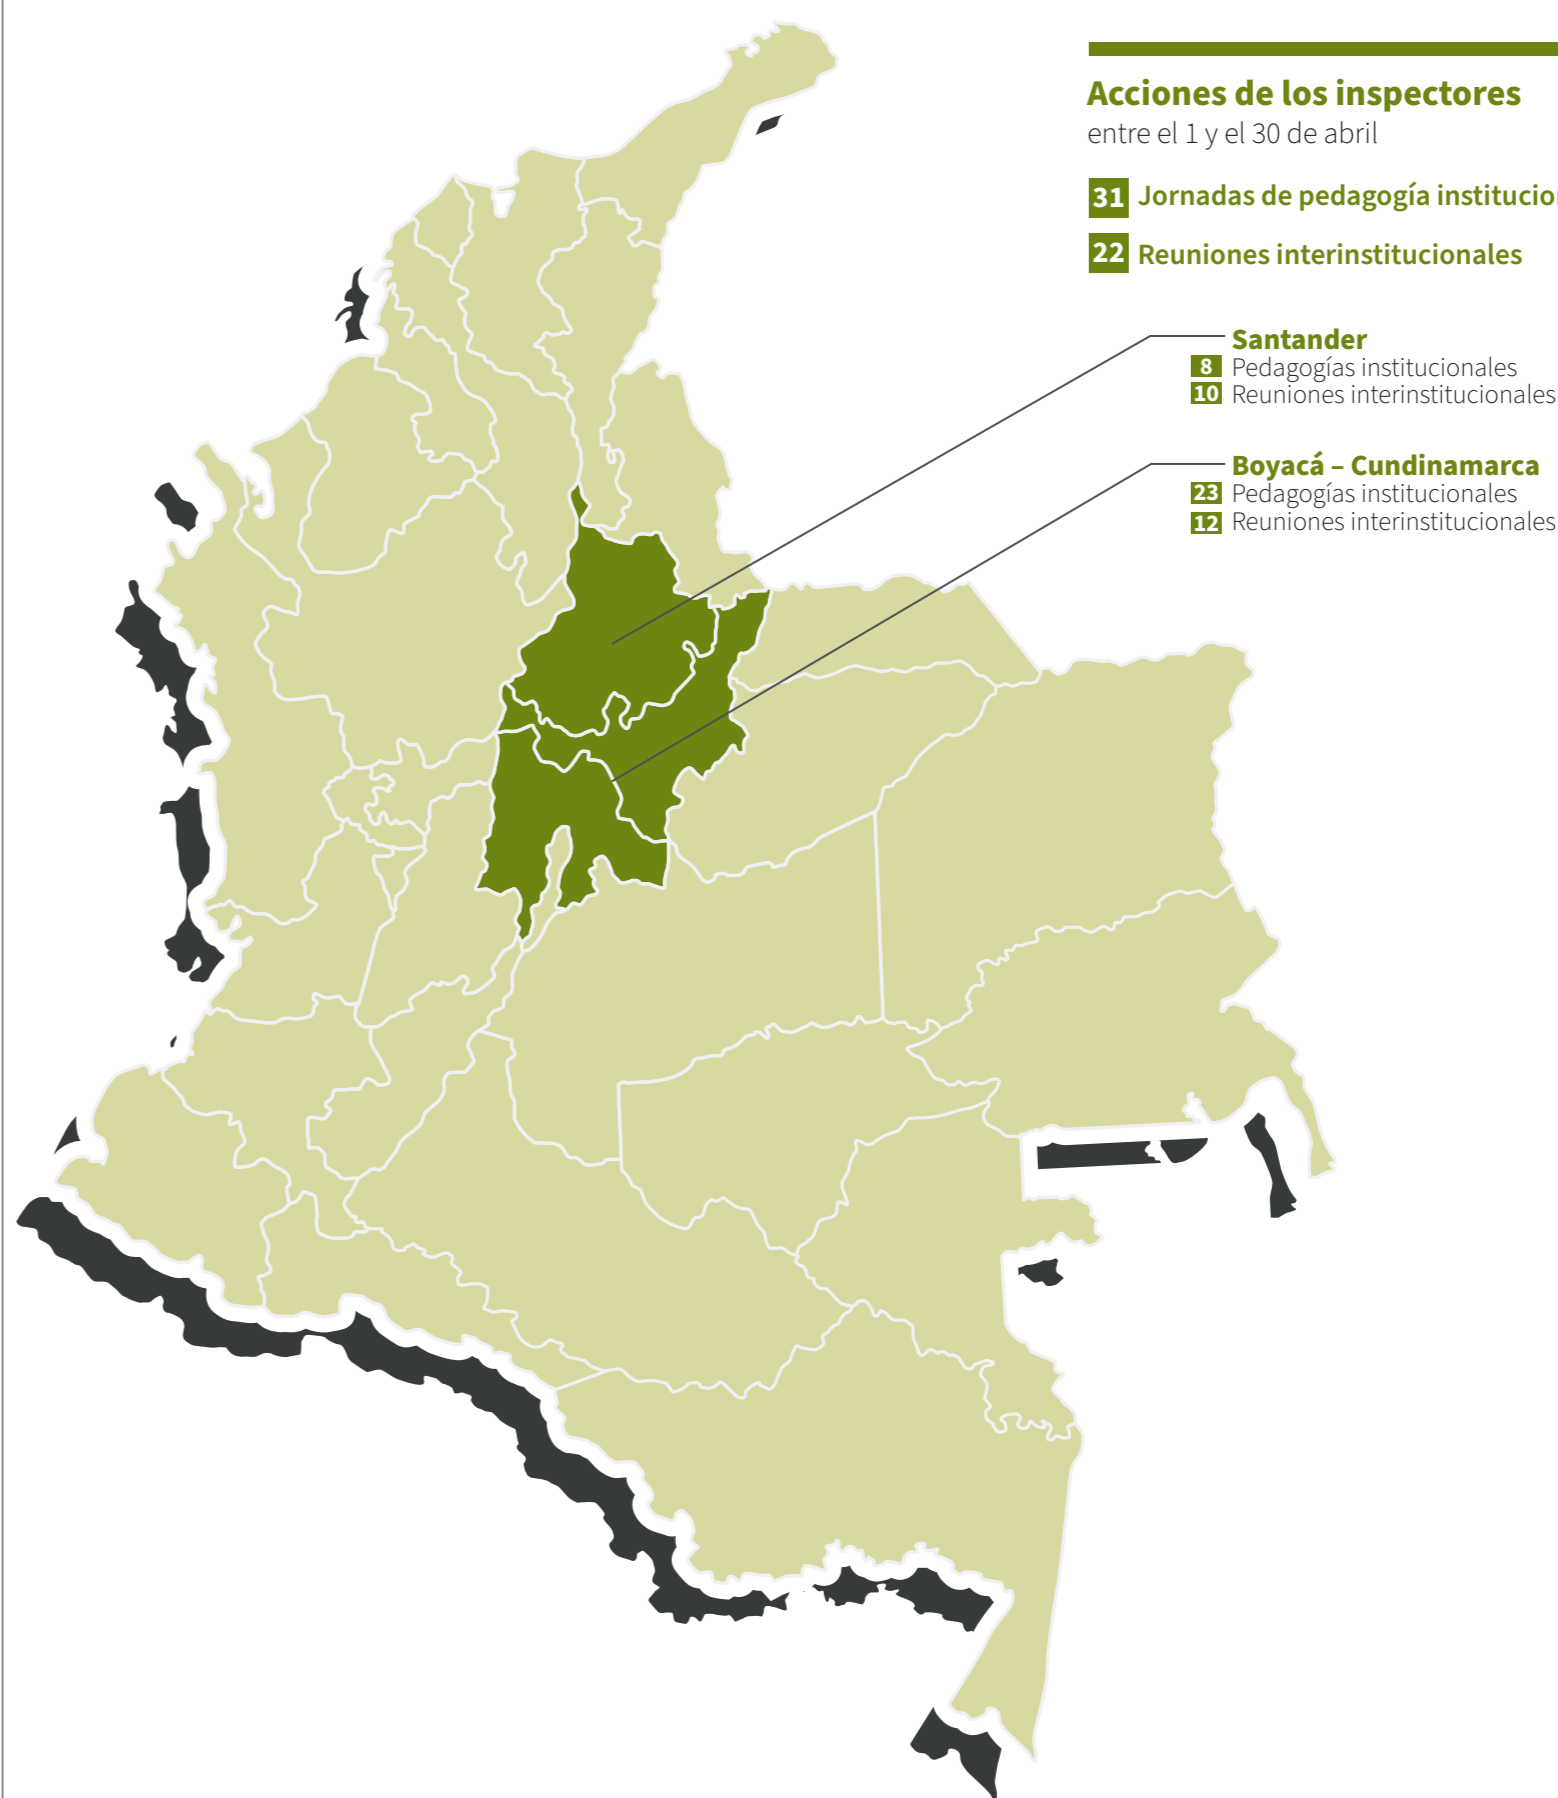 Acciones de los inspectores
entre el 1 y el 30 de abril
31 Jornadas de pedagogía
22 Reuniones interinstitucionales
Santander
8 Pedagogías institucionales
10 Reuniones interinstitucionales
Boyacá – Cundinamarca
23 Pedagogías institucionales
12 Reuniones interinstitucionales